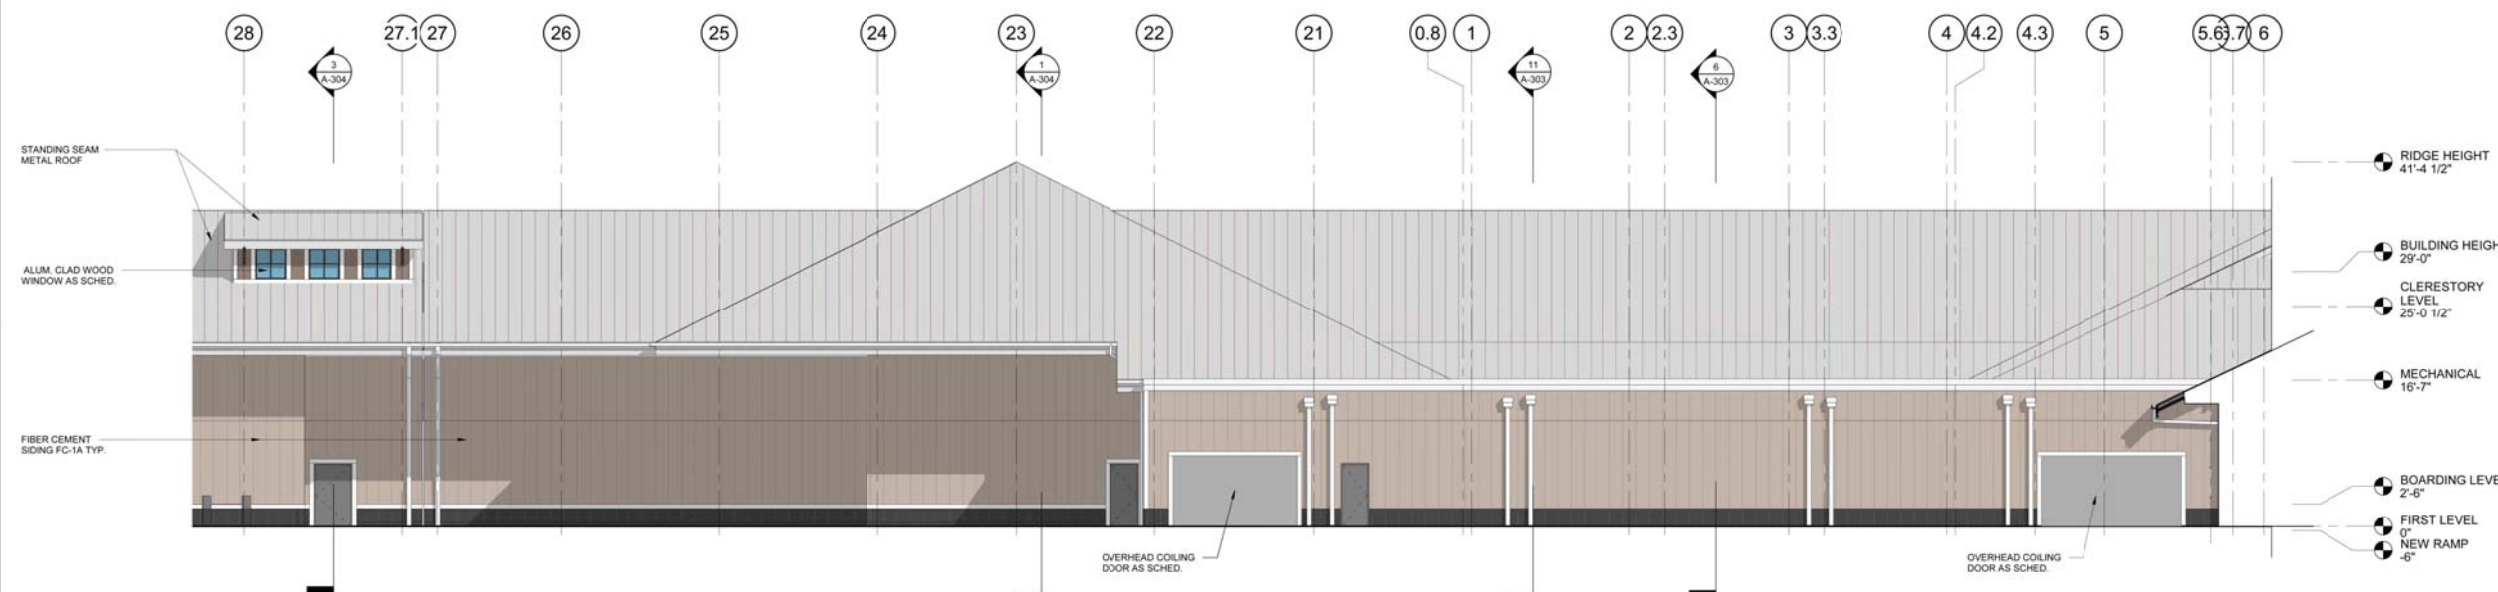 28
27.1
27
26
25
24
23
22
21
0.8
1
2
2.3
3
3.3
4
4.2
4.3
5
5.6
5.7
6
3
A-304
1
A-304
11
A-303
6
A-303
STANDING SEAM
METAL ROOF
ALUM. CLAD WOOD
WINDOW AS SCHED.
FIBER CEMENT
SIDING FC-1A TYP.
OVERHEAD COILING
DOOR AS SCHED.
OVERHEAD COILING
DOOR AS SCHED.
RIDGE HEIGHT
41'-4 1/2"
BUILDING HEIGH
29'-0"
CLERESTORY
LEVEL
25'-0 1/2"
MECHANICAL
16'-7"
BOARDING LEVE
2'-6"
FIRST LEVEL
0"
NEW RAMP
-6"